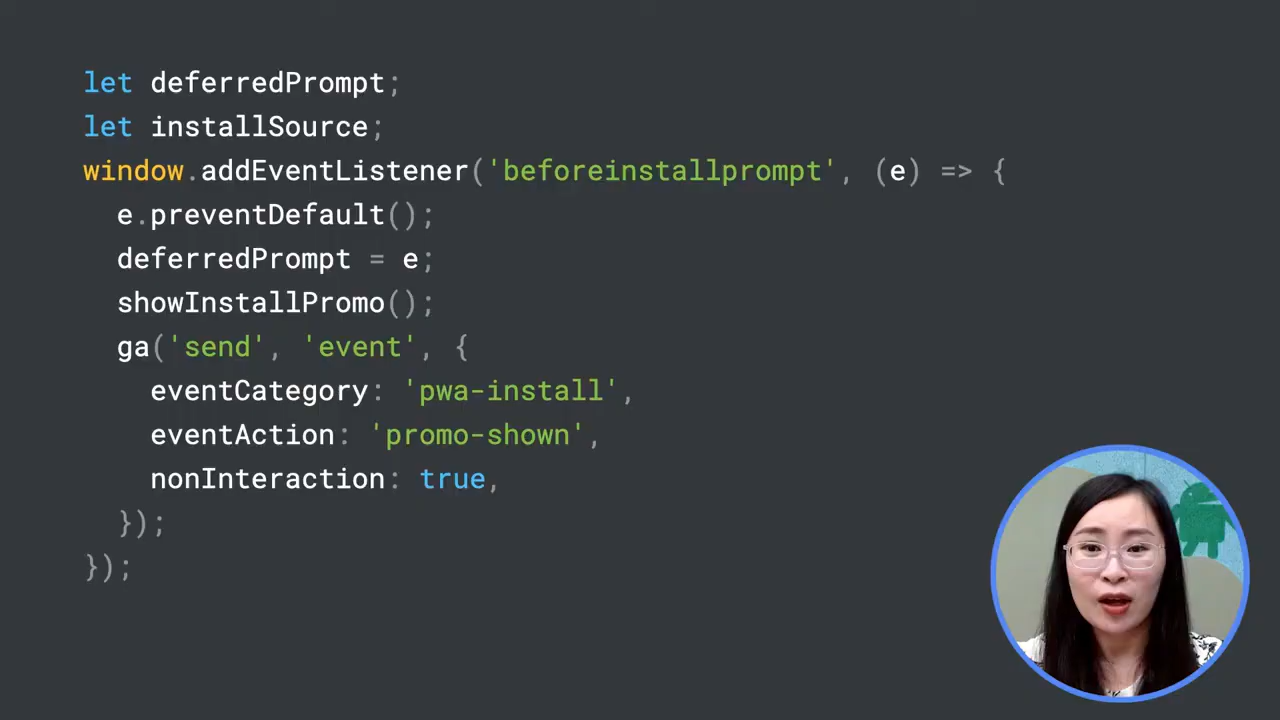 let deferredPrompt;
let installSource;
window.addEventListener('beforeinstallprompt', (e) => {
  e.preventDefault();
  deferredPrompt = e;
  showInstallPromo();
  ga('send', 'event', {
    eventCategory: 'pwa-install',
    eventAction: 'promo-shown',
    nonInteraction: true,
  });
});